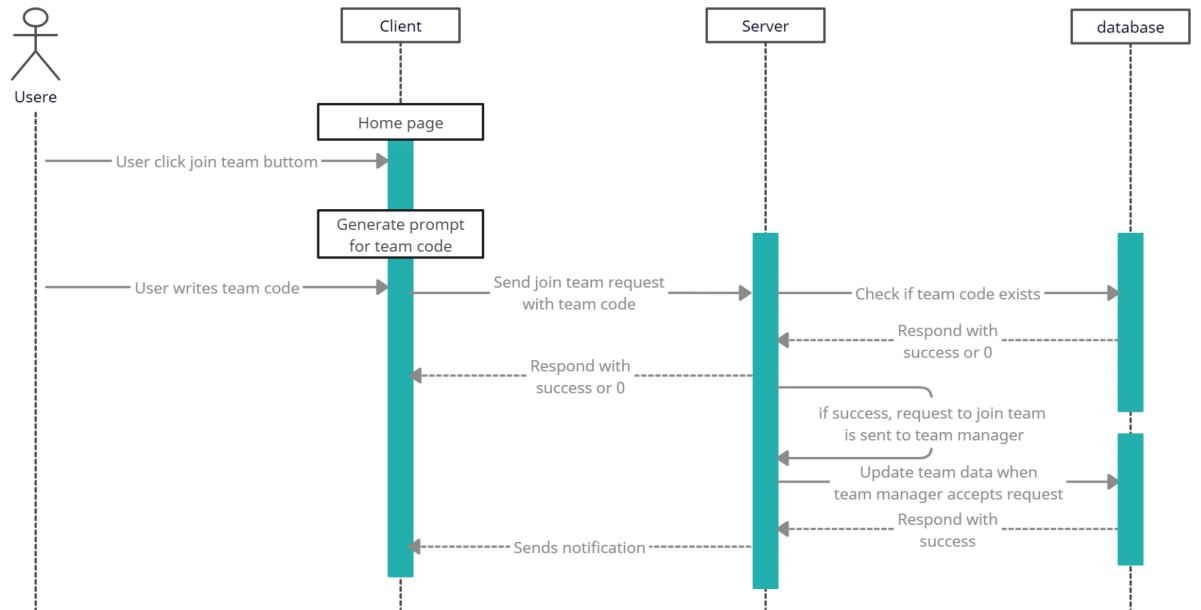 Client
Server
database
Usere
Home page
User click join team buttom
Generate prompt
for team code
User writes team code
Send join team request
with team code
Check if team code exists
Respond with
success or 0
Respond with
success or 0
if success, request to join team
is sent to team manager
Update team data when
team manager accepts request
Respond with
success
Sends notification